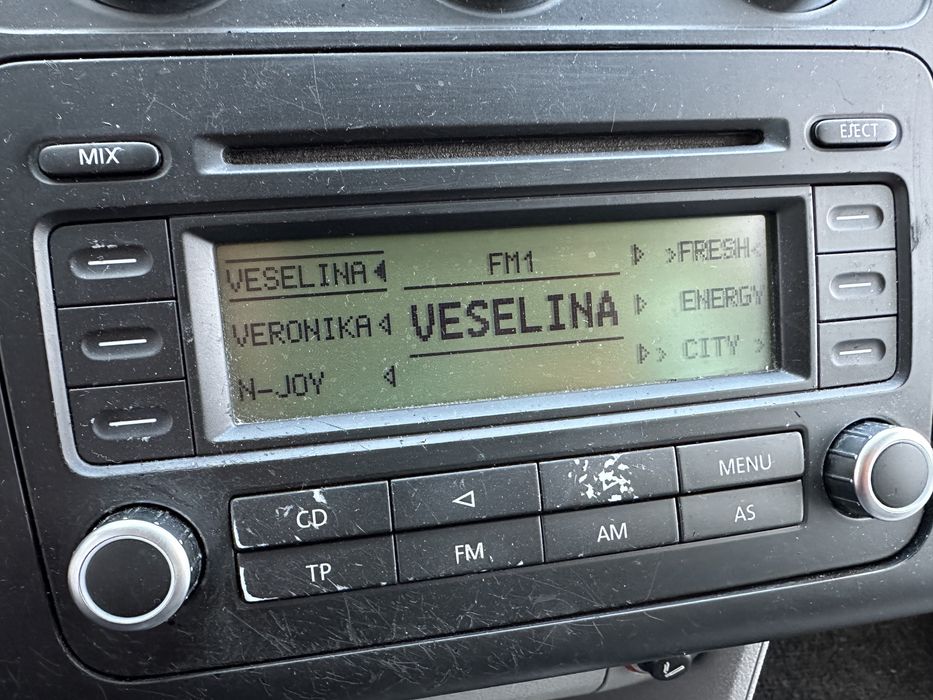 MIX
EJECT
VESELINA
FM1
>FRESH<
VERONIKA
VESELINA
ENERGY
N-JOY
> CITY >
CD
MENU
TP
FM
AM
AS